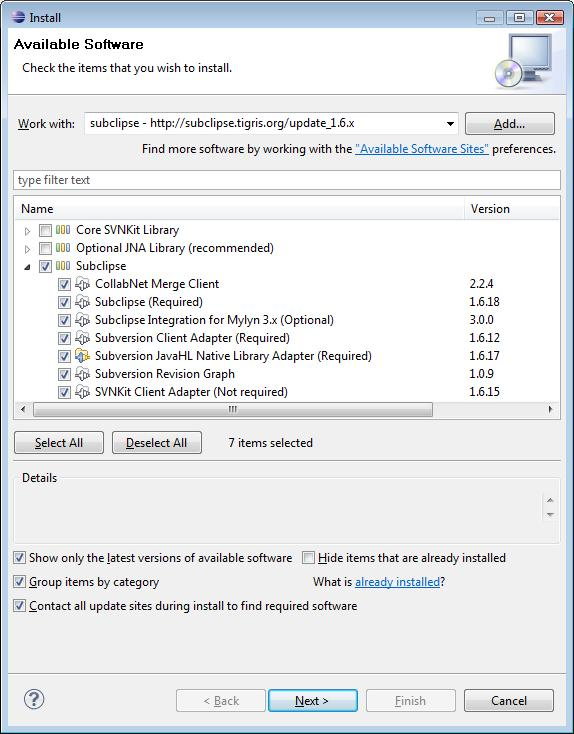 Install
Available Software
Check the items that you wish to install.
Work with: subclipse - http://subclipse.tigris.org/update_1.6.x Add...
Find more software by working with the "Available Software Sites" preferences.
type filter text
Name Version
Core SVNKit Library
Optional JNA Library (recommended)
Subclipse
CollabNet Merge Client 2.2.4
Subclipse (Required) 1.6.18
Subclipse Integration for Mylyn 3.x (Optional) 3.0.0
Subversion Client Adapter (Required) 1.6.12
Subversion JavaHL Native Library Adapter (Required) 1.6.17
Subversion Revision Graph 1.0.9
SVNKit Client Adapter (Not required) 1.6.15
Select All Deselect All 7 items selected
Details
Show only the latest versions of available software Hide items that are already installed
Group items by category What is already installed?
Contact all update sites during install to find required software
? < Back Next > Finish Cancel